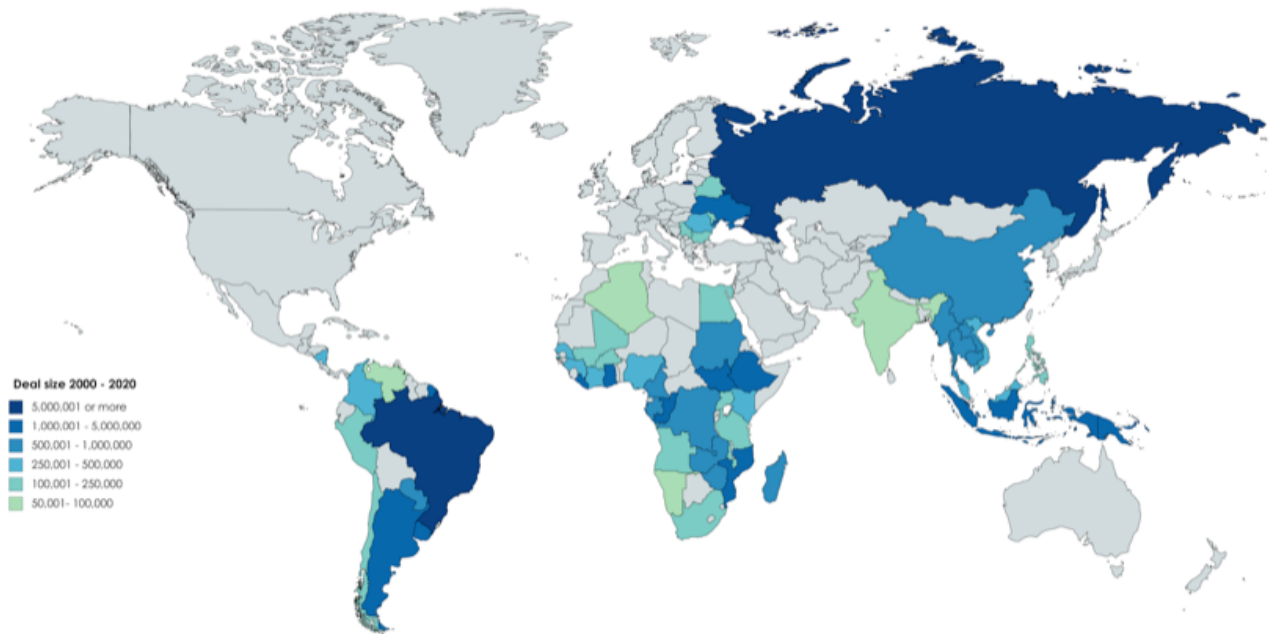 Deal size 2000 - 2020
5,000,001 or more
1,000,001 - 5,000,000
500,001 - 1,000,000
250,001 - 500,000
100,001 - 250,000
50,001- 100,000